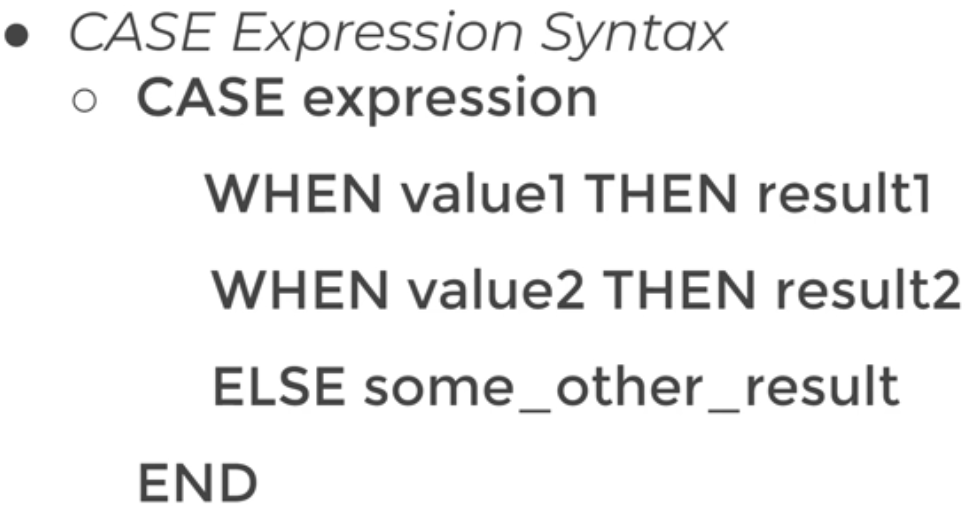 ● CASE Expression Syntax
○ CASE expression
WHEN value1 THEN result1
WHEN value2 THEN result2
ELSE some_other_result
END